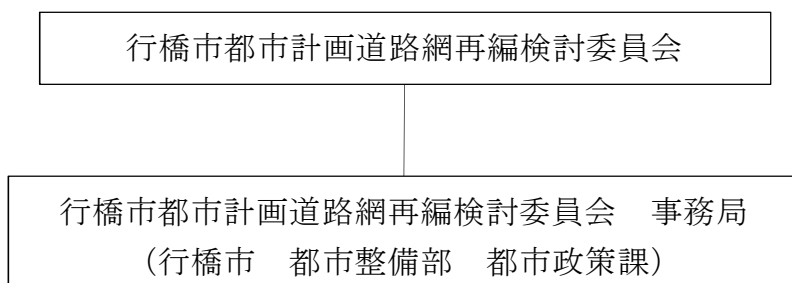 行橋市都市計画道路網再編検討委員会
行橋市都市計画道路網再編検討委員会　事務局
（行橋市　都市整備部　都市政策課）